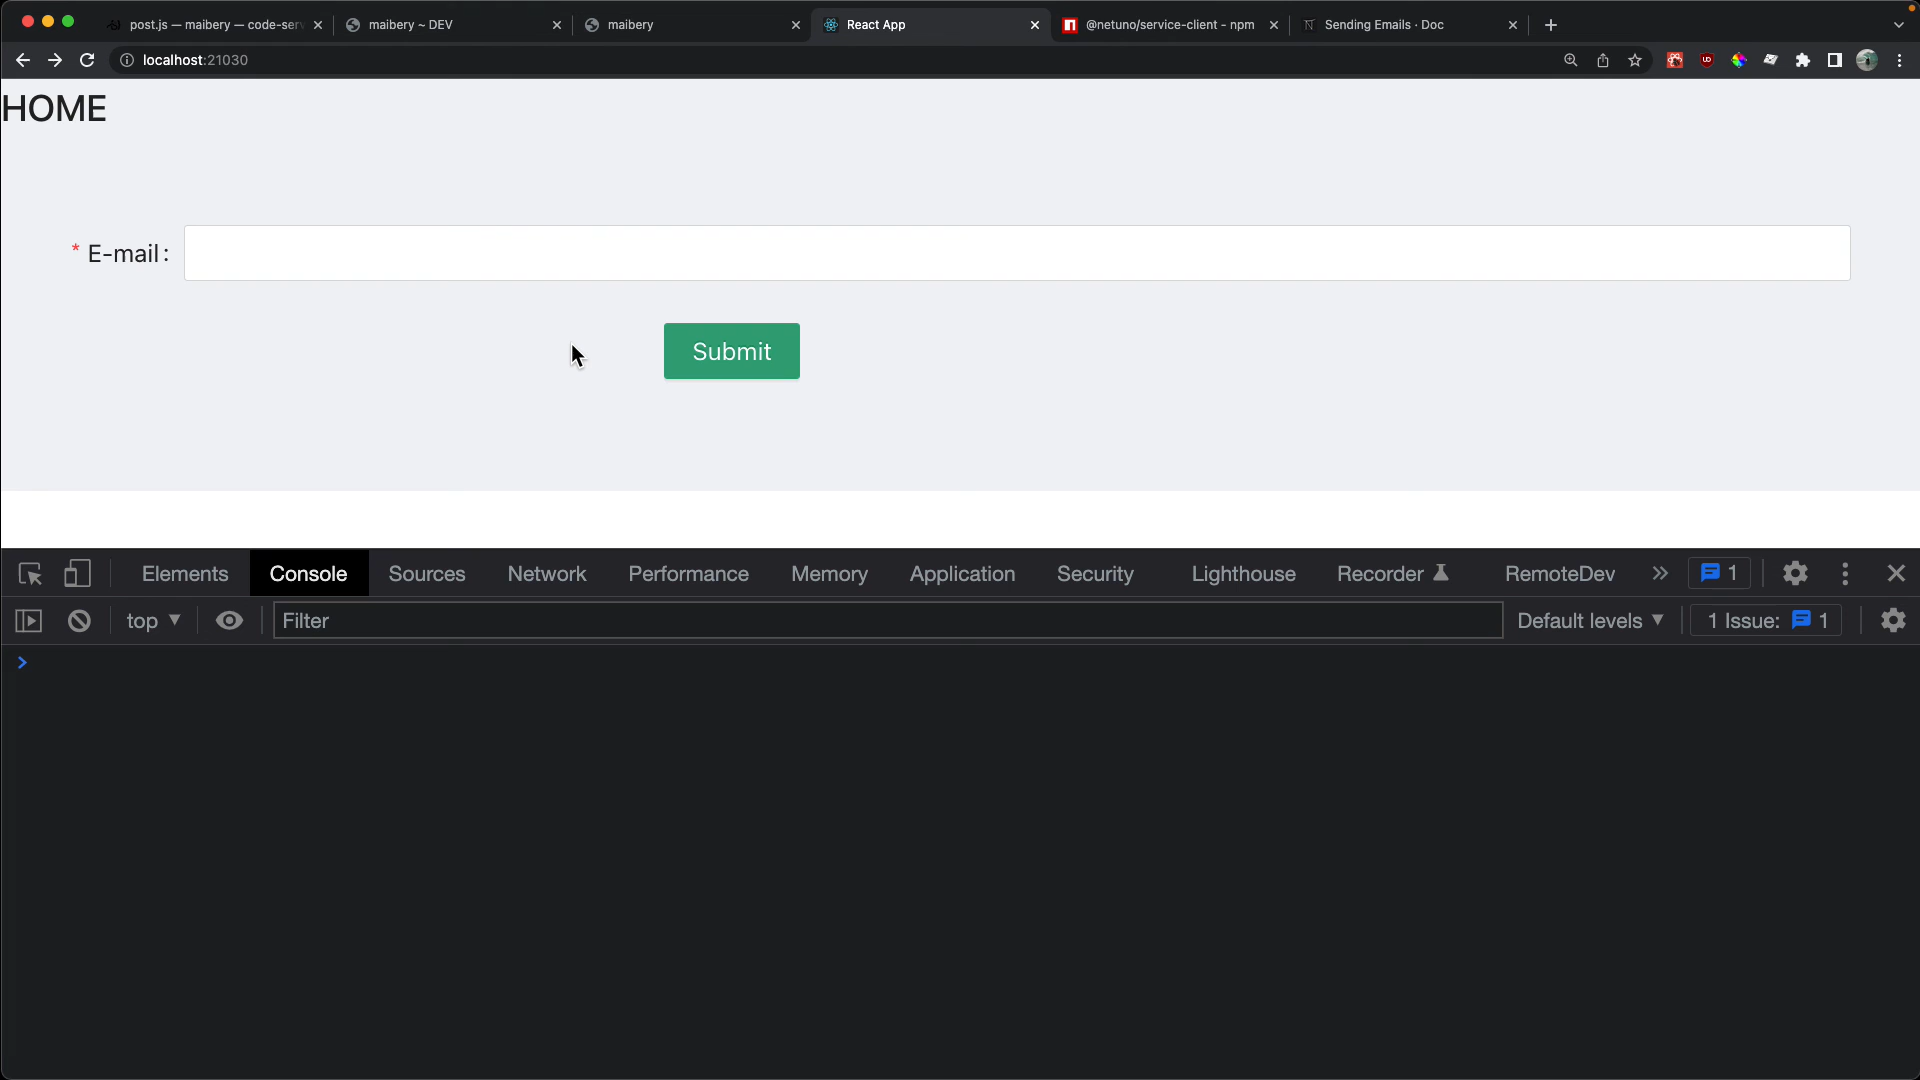 post.js — maibery — code-serv
maibery ~ DEV
maibery
React App
@netuno/service-client - npm
Sending Emails · Doc
localhost:21030
HOME
* E-mail :
Submit
Elements
Console
Sources
Network
Performance
Memory
Application
Security
Lighthouse
Recorder
RemoteDev
1
top
Filter
Default levels
1 Issue: 1